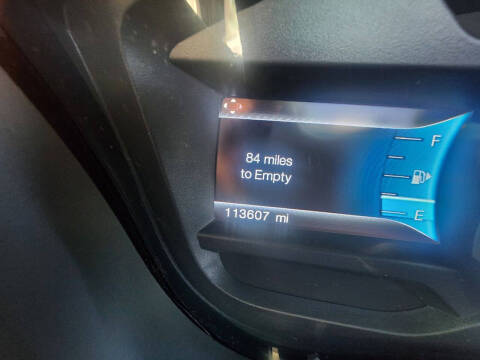 84 miles
to Empty
F
E
113607 mi